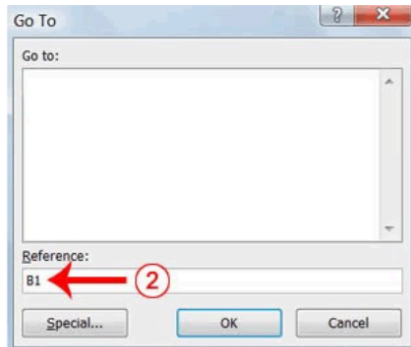 Go To
?
Go to:
Reference:
B1 2
Special... OK Cancel